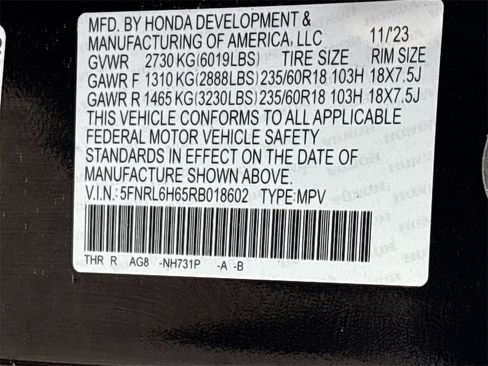 MFD. BY HONDA DEVELOPMENT &
MANUFACTURING OF AMERICA, LLC 11/'23
GVWR 2730 KG(6019LBS) TIRE SIZE RIM SIZE
GAWR F 1310 KG(2888LBS) 235/60R18 103H 18X7.5J
GAWR R 1465 KG(3230LBS) 235/60R18 103H 18X7.5J
THIS VEHICLE CONFORMS TO ALL APPLICABLE
FEDERAL MOTOR VEHICLE SAFETY
STANDARDS IN EFFECT ON THE DATE OF
MANUFACTURE SHOWN ABOVE.
V.I.N.: 5FNRL6H65RB018602 TYPE:MPV
THR R AG8 -NH731P -A -B